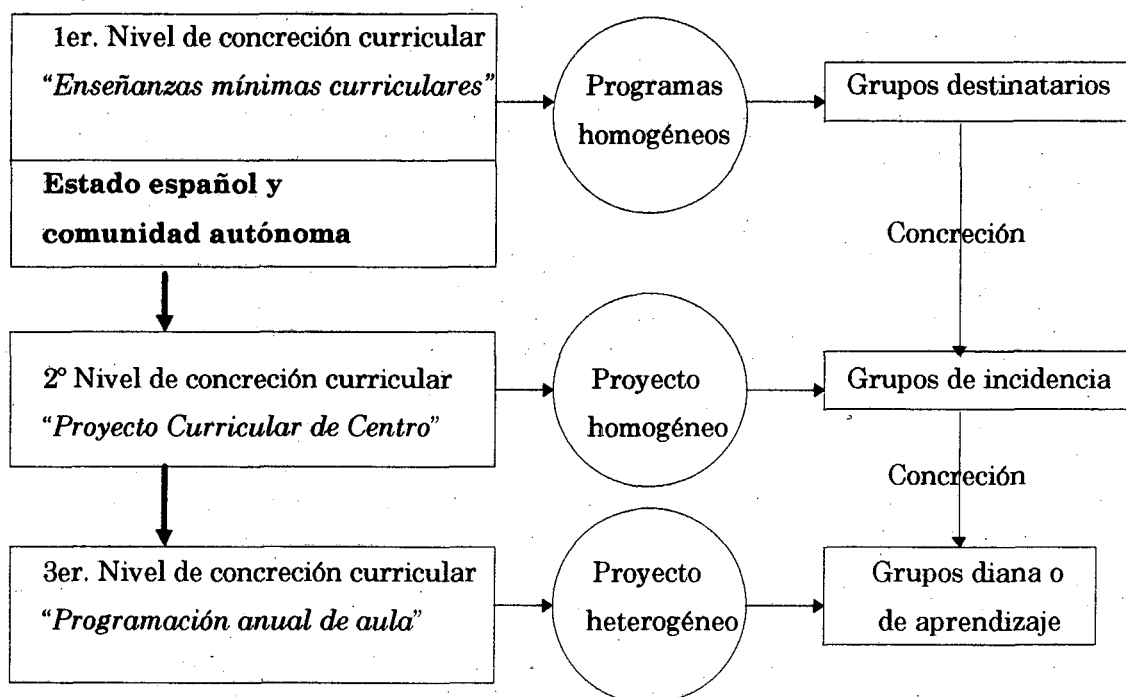 1er. Nivel de concreción curricular
“Enseñanzas mínimas curriculares”
Programas
homogéneos
Grupos destinatarios
Estado español y
comunidad autónoma
Concreción
2º Nivel de concreción curricular
“Proyecto Curricular de Centro”
Proyecto
homogéneo
Grupos de incidencia
Concreción
3er. Nivel de concreción curricular
“Programación anual de aula”
Proyecto
heterogéneo
Grupos diana o
de aprendizaje